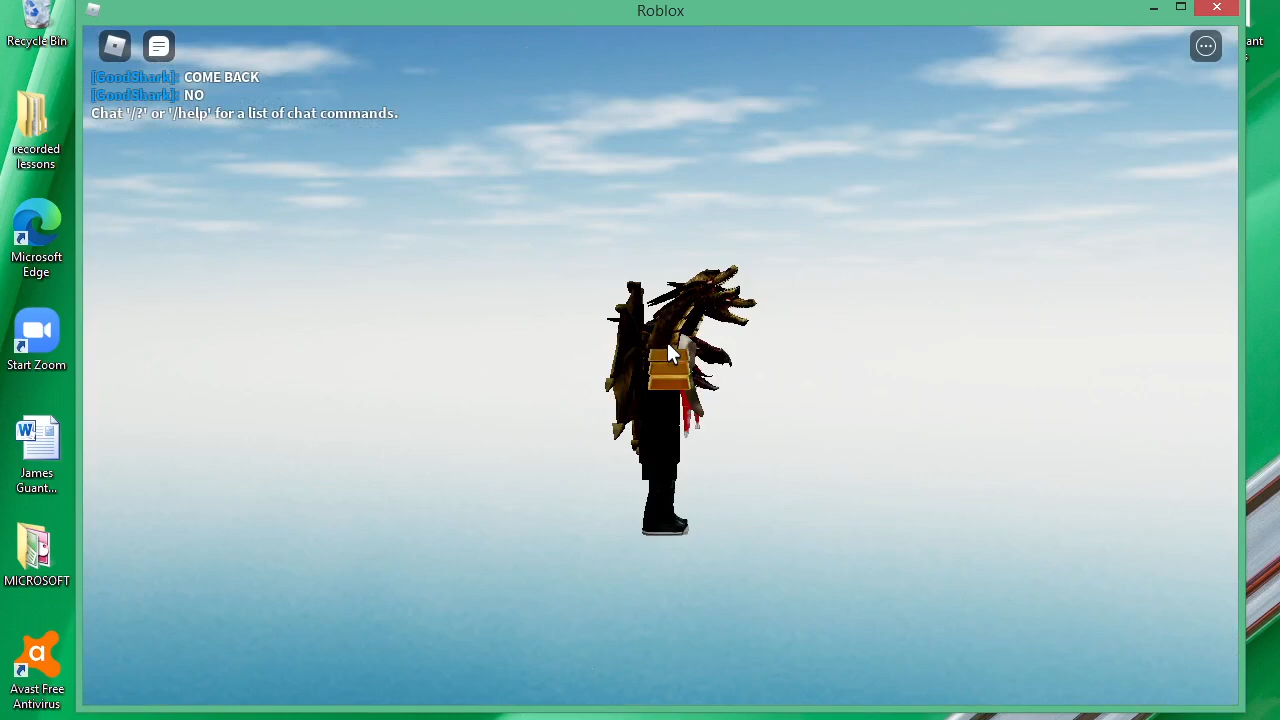 Roblox
Recycle Bin
[GoodShark]: COME BACK
[GoodShark]: NO
Chat '/?' or '/help' for a list of chat commands.
recorded
lessons
Microsoft
Edge
Start Zoom
W
James
Guant...
MICROSOFT
a
Avast Free
Antivirus
ant